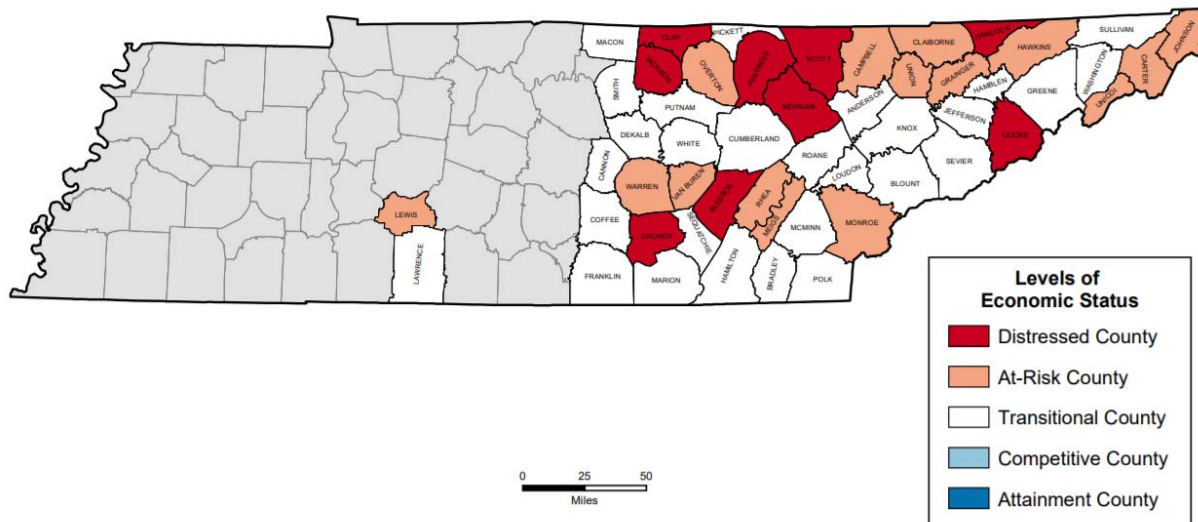 PICKETT
MACON
CLAY
HANCOCK
SULLIVAN
JOHNSON
CLAIBORNE
HAWKINS
SCOTT
CAMPBELL
OVERTON
FENTRESS
JACKSON
UNION
GRAINGER
CARTER
WASHINGTON
SMITH
HAMBLEN
GREENE
UNICOI
PUTNAM
MORGAN
ANDERSON
JEFFERSON
KNOX
COCKE
DEKALB
WHITE
CUMBERLAND
ROANE
SEVIER
CANNON
LOUDON
BLOUNT
WARREN
VAN BUREN
BLEDSOE
RHEA
LEWIS
COFFEE
SEQUATCHIE
MEIGS
MCMINN
MONROE
GRUNDY
LAWRENCE
FRANKLIN
MARION
HAMILTON
BRADLEY
POLK
Levels of
Economic Status
Distressed County
At-Risk County
Transitional County
Competitive County
Attainment County
0 25 50
Miles